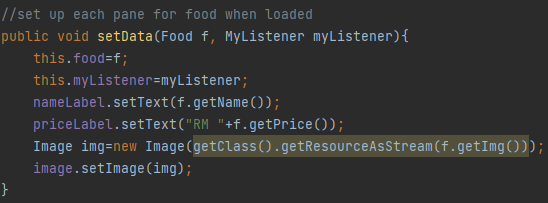 //set up each pane for food when loaded
public void setData(Food f, MyListener myListener){
this.food=f;
this.myListener=myListener;
nameLabel.setText(f.getName());
priceLabel.setText("RM "+f.getPrice());
Image img=new Image(getClass().getResourceAsStream(f.getImg()));
image.setImage(img);
}